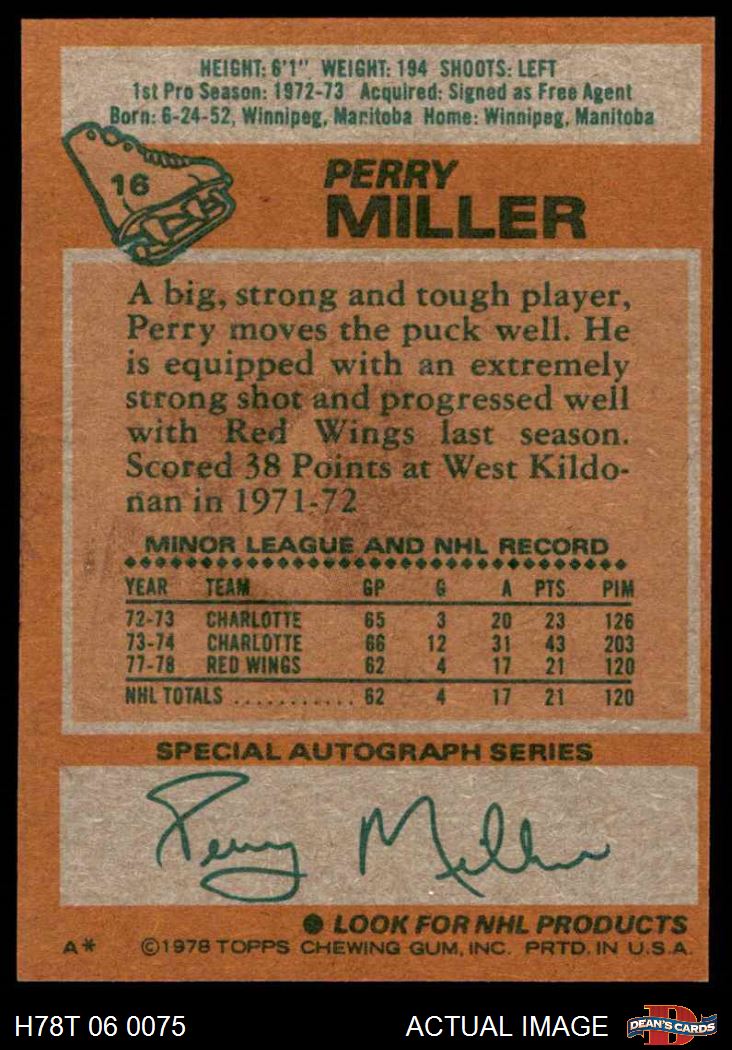 HEIGHT: 6'1" WEIGHT: 194 SHOOTS: LEFT
1st Pro Season: 1972-73 Acquired: Signed as Free Agent
Born: 6-24-52, Winnipeg, Maritoba Home: Winnipeg, Manitoba
16
PERRY
MILLER
A big, strong and tough player,
Perry moves the puck well. He
is equipped with an extremely
strong shot and progressed well
with Red Wings last season.
Scored 38 Points at West Kildo-
nan in 1971-72
MINOR LEAGUE AND NHL RECORD
YEAR TEAM GP G A PTS PIM
72-73 CHARLOTTE 65 3 20 23 126
73-74 CHARLOTTE 66 12 31 43 203
77-78 RED WINGS 62 4 17 21 120
NHL TOTALS ............ 62 4 17 21 120
SPECIAL AUTOGRAPH SERIES
Perry Miller
● LOOK FOR NHL PRODUCTS
A* ©1978 TOPPS CHEWING GUM, INC. PRTD. IN U.S.A.
H78T 06 0075 ACTUAL IMAGE D DEAN'S CARDS